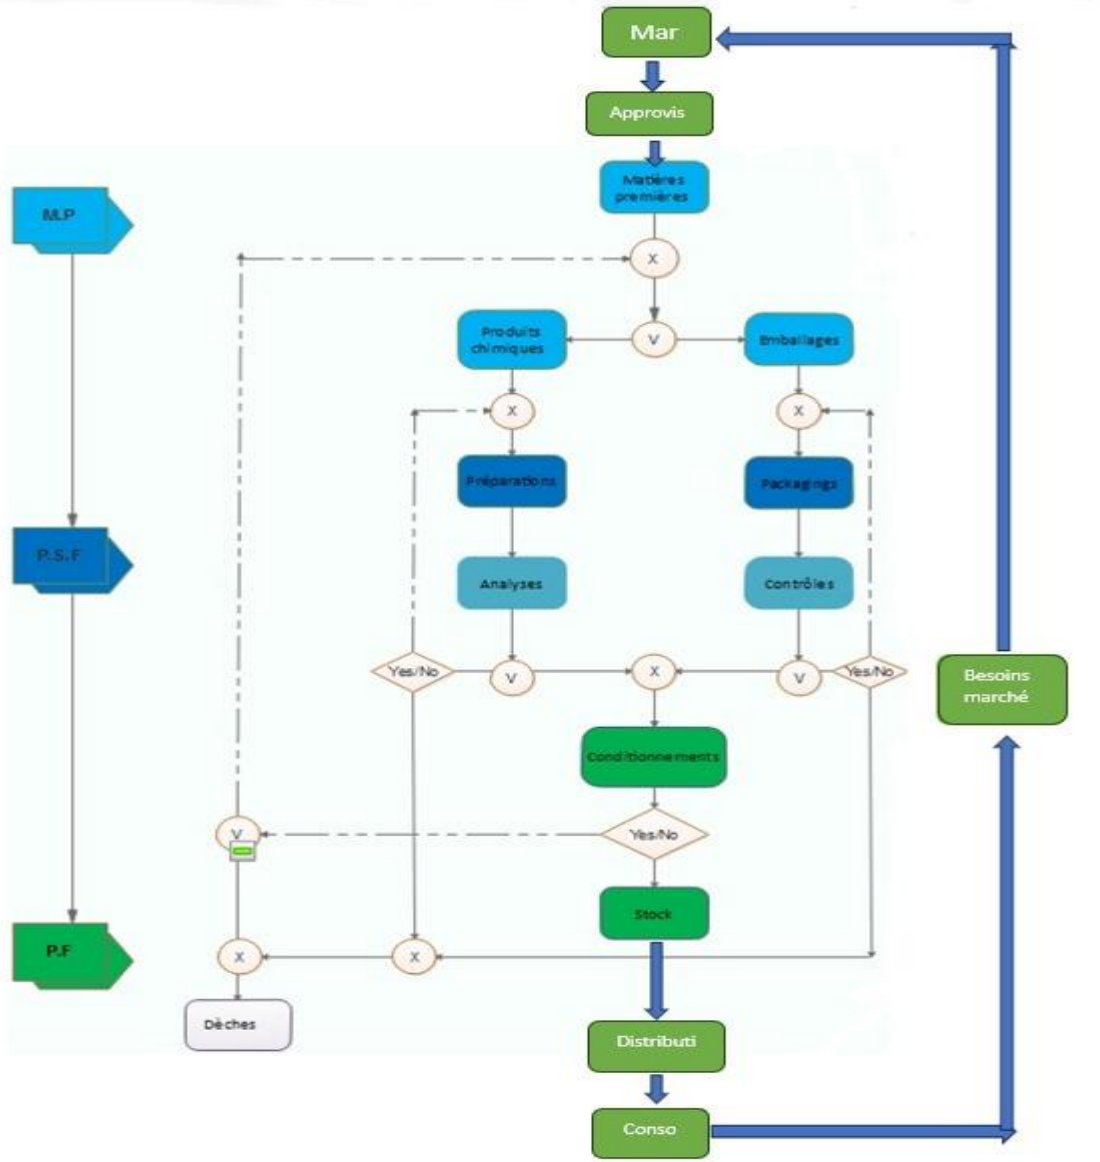 Mar
Approvis
Matières
premières
M.P
X
Produits
chimiques
V
Emballages
X
X
Préparations
Packagings
P.S.F
Analyses
Contrôles
Yes/No
V
X
V
Yes/No
Besoins
marché
Conditionnements
V
Yes/No
Stock
P.F
X
X
Dèches
Distributi
Conso